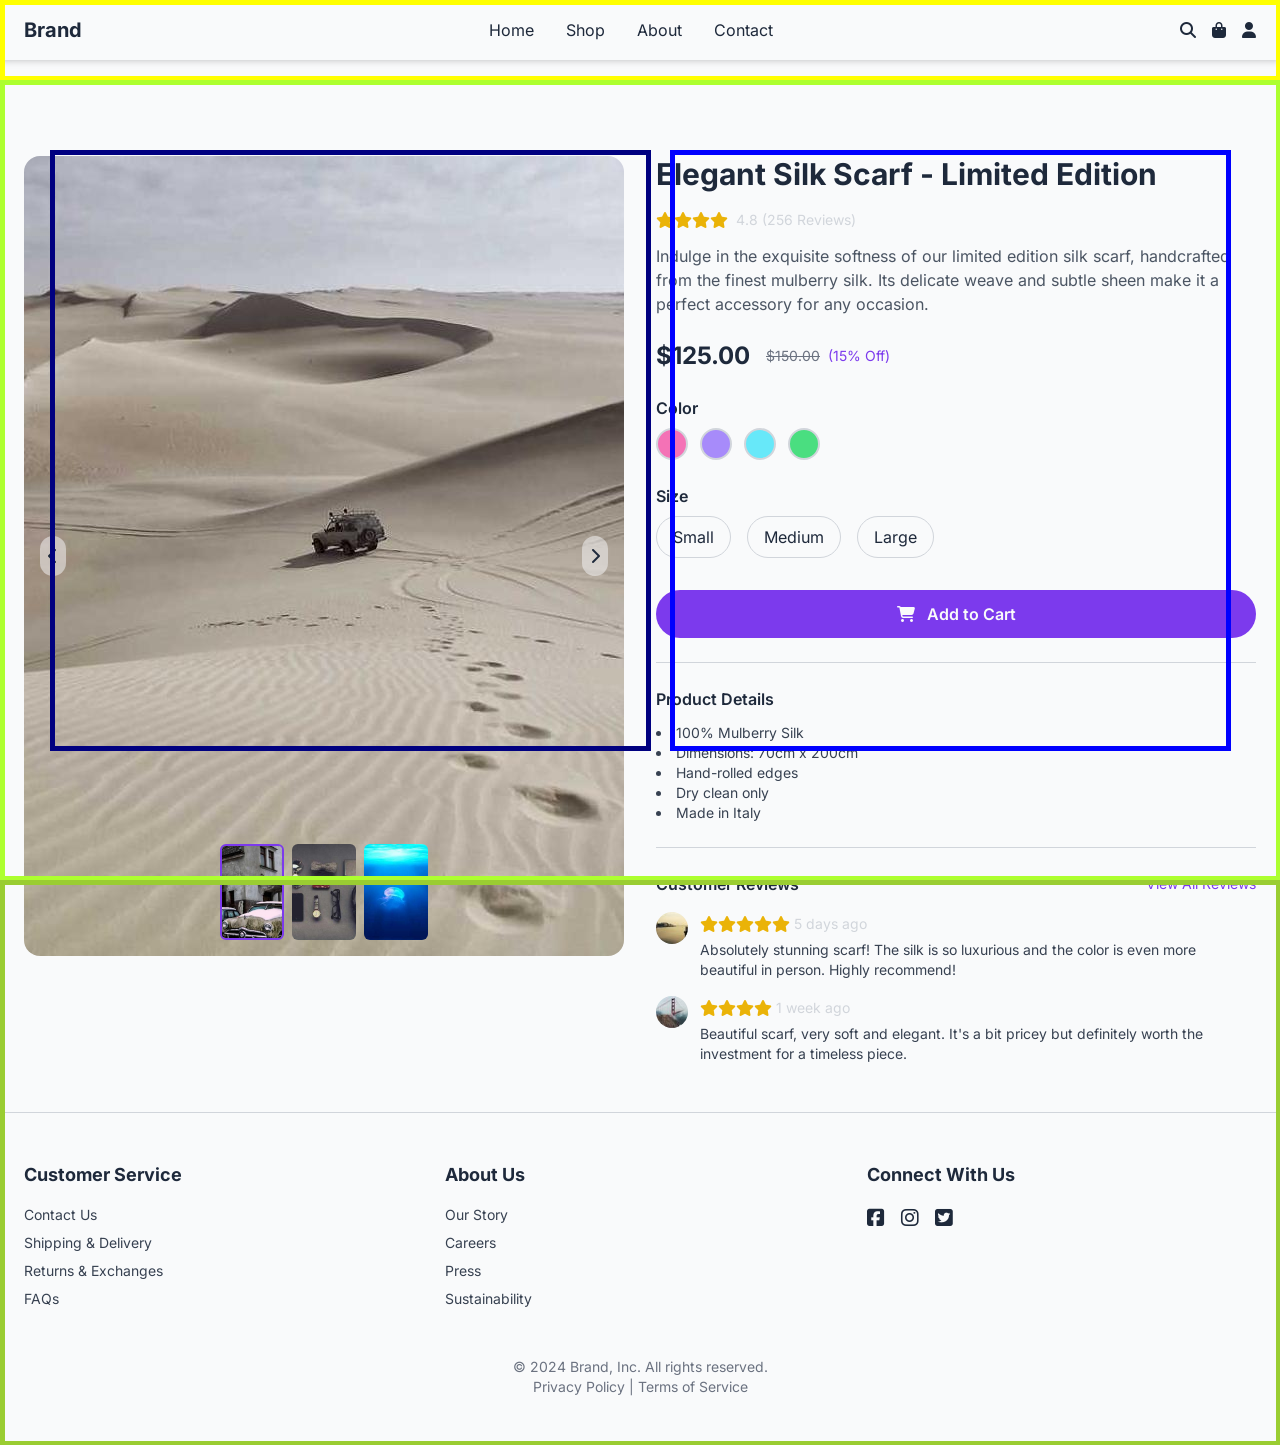 Brand
Home
Shop
About
Contact
Elegant Silk Scarf - Limited Edition
4.8 (256 Reviews)
Indulge in the exquisite softness of our limited edition silk scarf, handcrafted
from the finest mulberry silk. Its delicate weave and subtle sheen make it a
perfect accessory for any occasion.
$125.00 $150.00 (15% Off)
Color
Size
Small
Medium
Large
Add to Cart
Product Details
100% Mulberry Silk
Dimensions: 70cm x 200cm
Hand-rolled edges
Dry clean only
Made in Italy
Customer Reviews
View All Reviews
5 days ago
Absolutely stunning scarf! The silk is so luxurious and the color is even more
beautiful in person. Highly recommend!
1 week ago
Beautiful scarf, very soft and elegant. It's a bit pricey but definitely worth the
investment for a timeless piece.
Customer Service
Contact Us
Shipping & Delivery
Returns & Exchanges
FAQs
About Us
Our Story
Careers
Press
Sustainability
Connect With Us
© 2024 Brand, Inc. All rights reserved.
Privacy Policy | Terms of Service